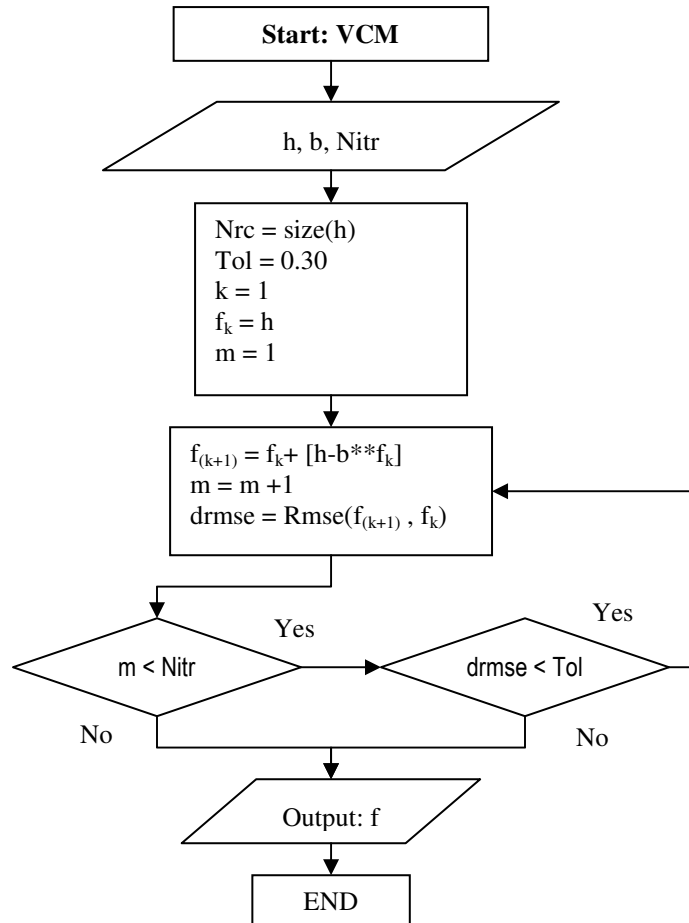 Start: VCM
h, b, Nitr
Nrc = size(h)
Tol = 0.30
k = 1
fₖ = h
m = 1
f₍ₖ₊₁₎ = fₖ+ [h-b**fₖ]
m = m +1
drmse = Rmse(f₍ₖ₊₁₎ , fₖ)
Yes
Yes
m < Nitr
drmse < Tol
No
No
Output: f
END